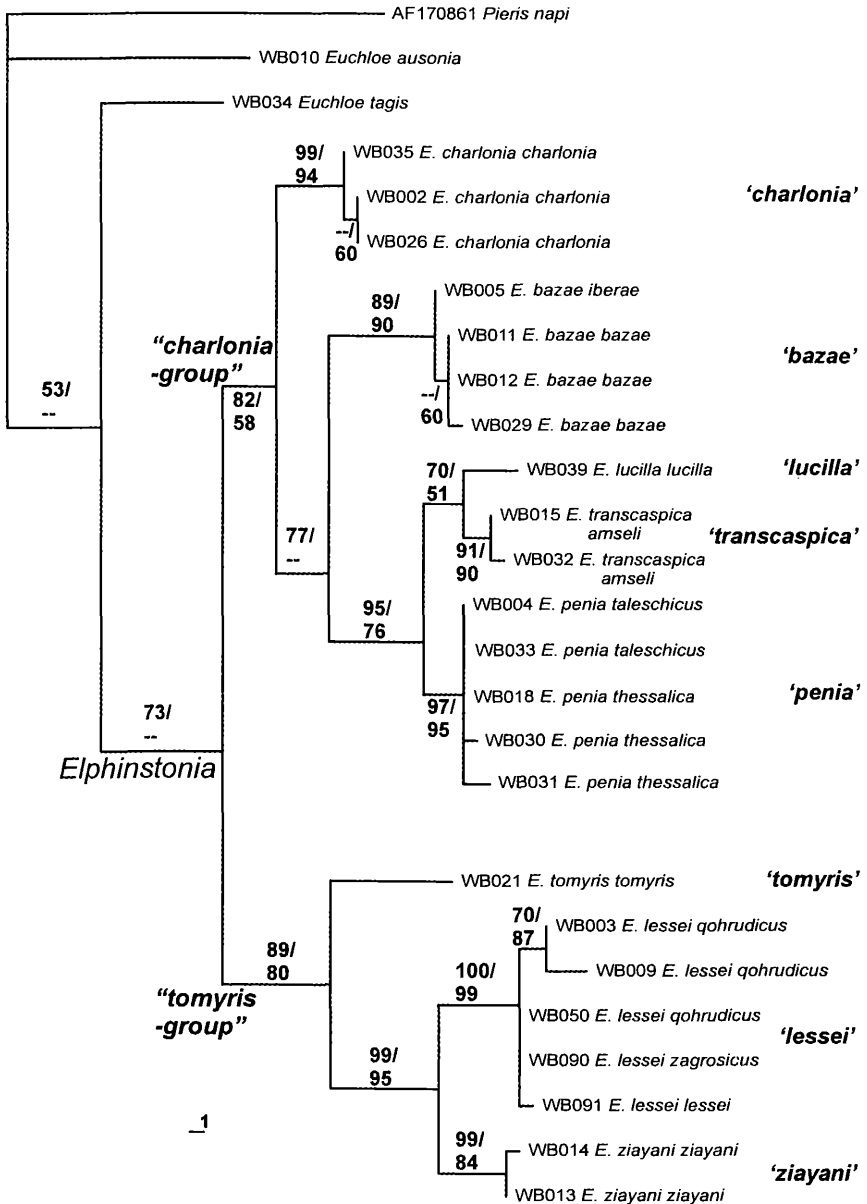 AF170861 Pieris napi
WB010 Euchloe ausonia
WB034 Euchloe tagis
99/
94
WB035 E. charlonia charlonia
WB002 E. charlonia charlonia
--/
60
WB026 E. charlonia charlonia
'charlonia'
89/
90
WB005 E. bazae iberae
WB011 E. bazae bazae
WB012 E. bazae bazae
--/
60
WB029 E. bazae bazae
'bazae'
"charlonia
-group"
53/
--
82/
58
70/
51
WB039 E. lucilla lucilla
'lucilla'
WB015 E. transcaspica
amseli
'transcaspica'
91/
90
WB032 E. transcaspica
amseli
77/
--
95/
76
WB004 E. penia taleschicus
WB033 E. penia taleschicus
WB018 E. penia thessalica
'penia'
97/
95
WB030 E. penia thessalica
WB031 E. penia thessalica
73/
--
Elphinstonia
WB021 E. tomyris tomyris
'tomyris'
70/
87
WB003 E. lessei qohrudicus
WB009 E. lessei qohrudicus
89/
80
100/
99
"tomyris
-group"
WB050 E. lessei qohrudicus
'lessei'
WB090 E. lessei zagrosicus
99/
95
WB091 E. lessei lessei
1
99/
84
WB014 E. ziayani ziayani
WB013 E. ziayani ziayani
'ziayani'